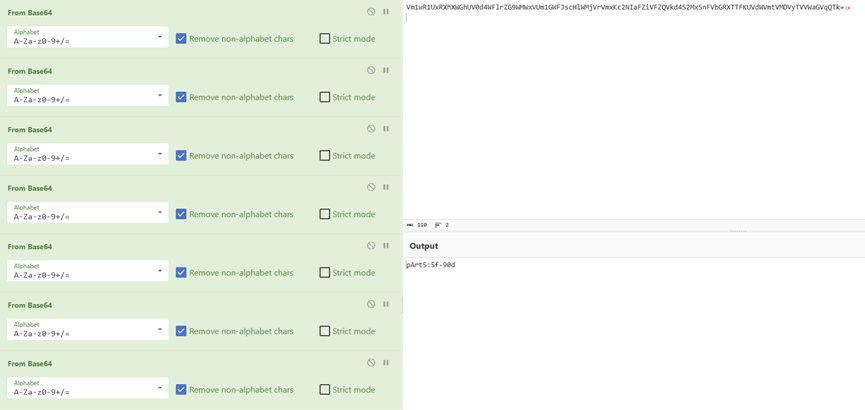 From Base64
Alphabet
A-Za-z0-9+/=
Remove non-alphabet chars
Strict mode
From Base64
Alphabet
A-Za-z0-9+/=
Remove non-alphabet chars
Strict mode
From Base64
Alphabet
A-Za-z0-9+/=
Remove non-alphabet chars
Strict mode
From Base64
Alphabet
A-Za-z0-9+/=
Remove non-alphabet chars
Strict mode
From Base64
Alphabet
A-Za-z0-9+/=
Remove non-alphabet chars
Strict mode
From Base64
Alphabet
A-Za-z0-9+/=
Remove non-alphabet chars
Strict mode
From Base64
Alphabet
A-Za-z0-9+/=
Remove non-alphabet chars
Strict mode
110
2
Output
pArt5:5f-90d